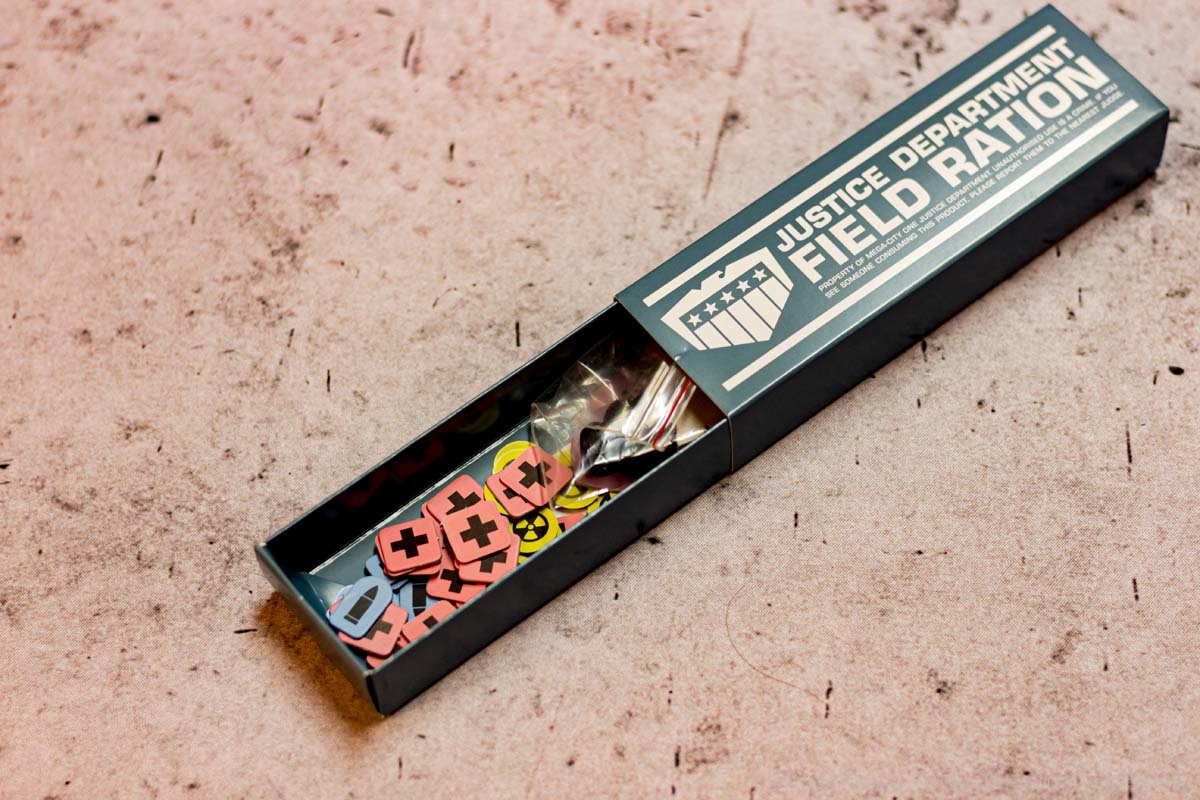 JUSTICE DEPARTMENT
FIELD RATION
PROPERTY OF MEGA-CITY ONE JUSTICE DEPARTMENT. UNAUTHORISED USE IS A CRIME. IF YOU
SEE SOMEONE CONSUMING THIS PRODUCT, PLEASE REPORT THEM TO THE NEAREST JUDGE.